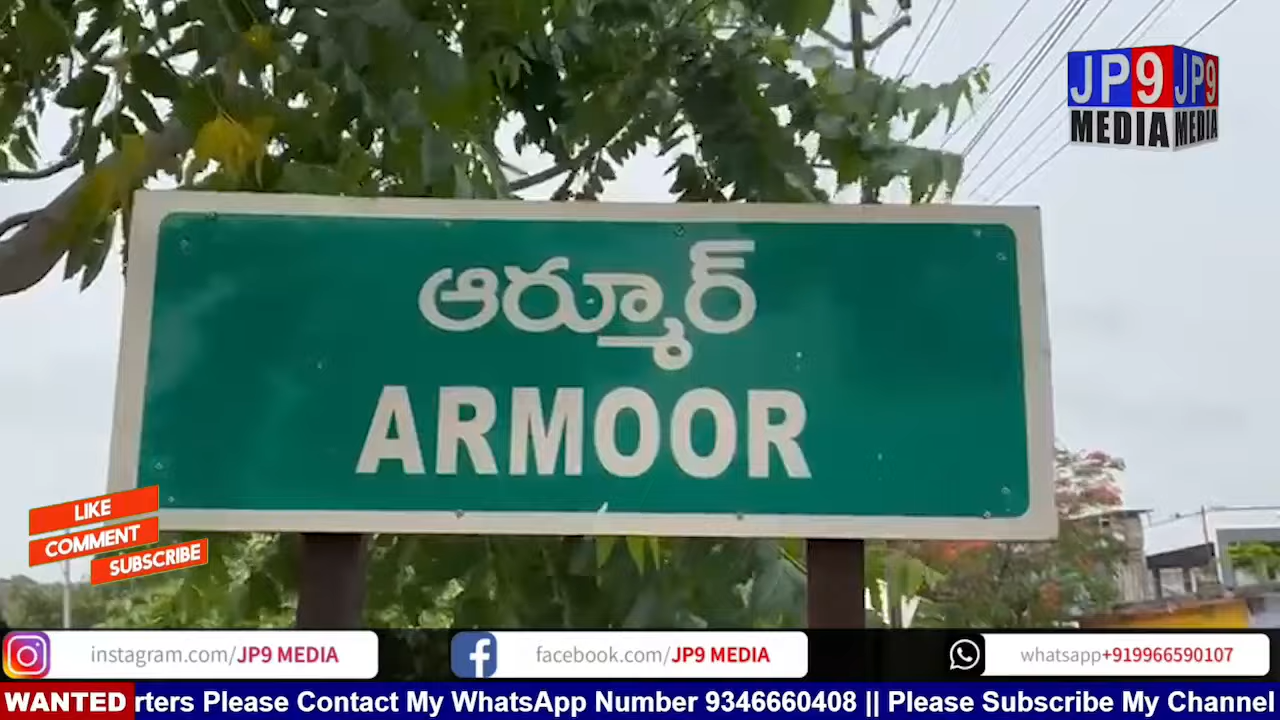 JP9 JP9
MEDIA MEDIA
ఆర్మూర్
ARMOOR
LIKE
COMMENT
SUBSCRIBE
instagram.com/JP9 MEDIA
facebook.com/JP9 MEDIA
whatsapp+919966590107
WANTED rters Please Contact My WhatsApp Number 9346660408 || Please Subscribe My Channel